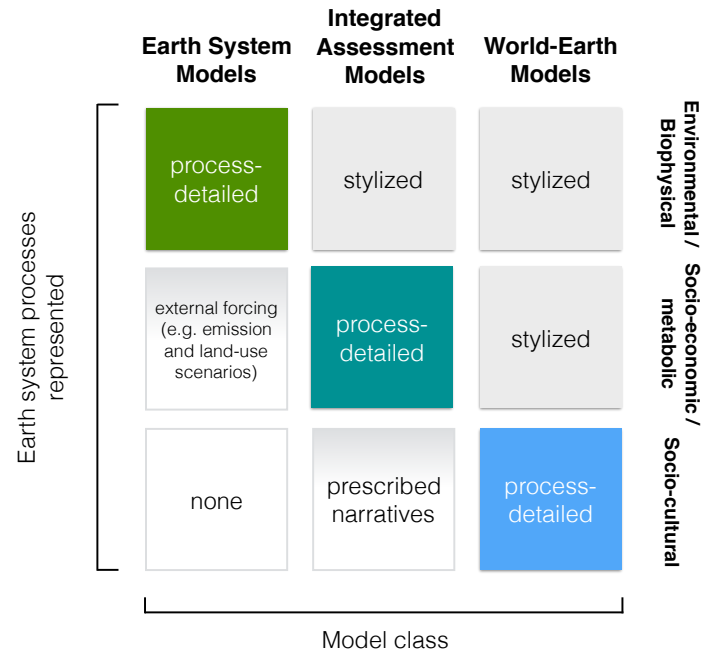 Earth System
Models
Integrated
Assessment
Models
World-Earth
Models
process-
detailed
stylized
stylized
Environmental /
Biophysical
external forcing
(e.g. emission
and land-use
scenarios)
process-
detailed
stylized
Socio-economic /
metabolic
none
prescribed
narratives
process-
detailed
Socio-cultural
Earth system processes
represented
Model class